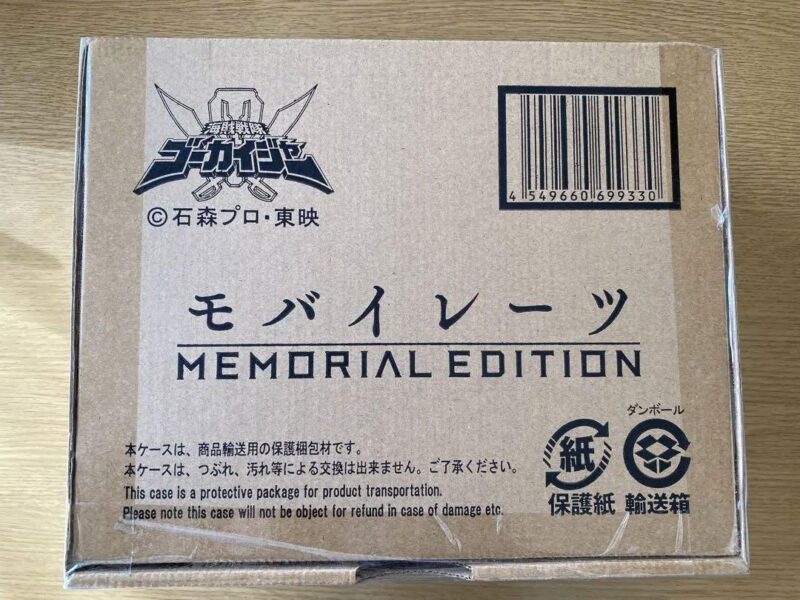 海賊戦隊
ゴーカイジャー
©石森プロ・東映
4 549660 699330
モバイレーツ
MEMORIAL EDITION
ダンボール
紙
保護紙 輸送箱
本ケースは、商品輸送用の保護梱包材です。
本ケースは、つぶれ、汚れ等による交換は出来ません。ご了承ください。
This case is a protective package for product transportation.
Please note this case will not be object for refund in case of damage etc.